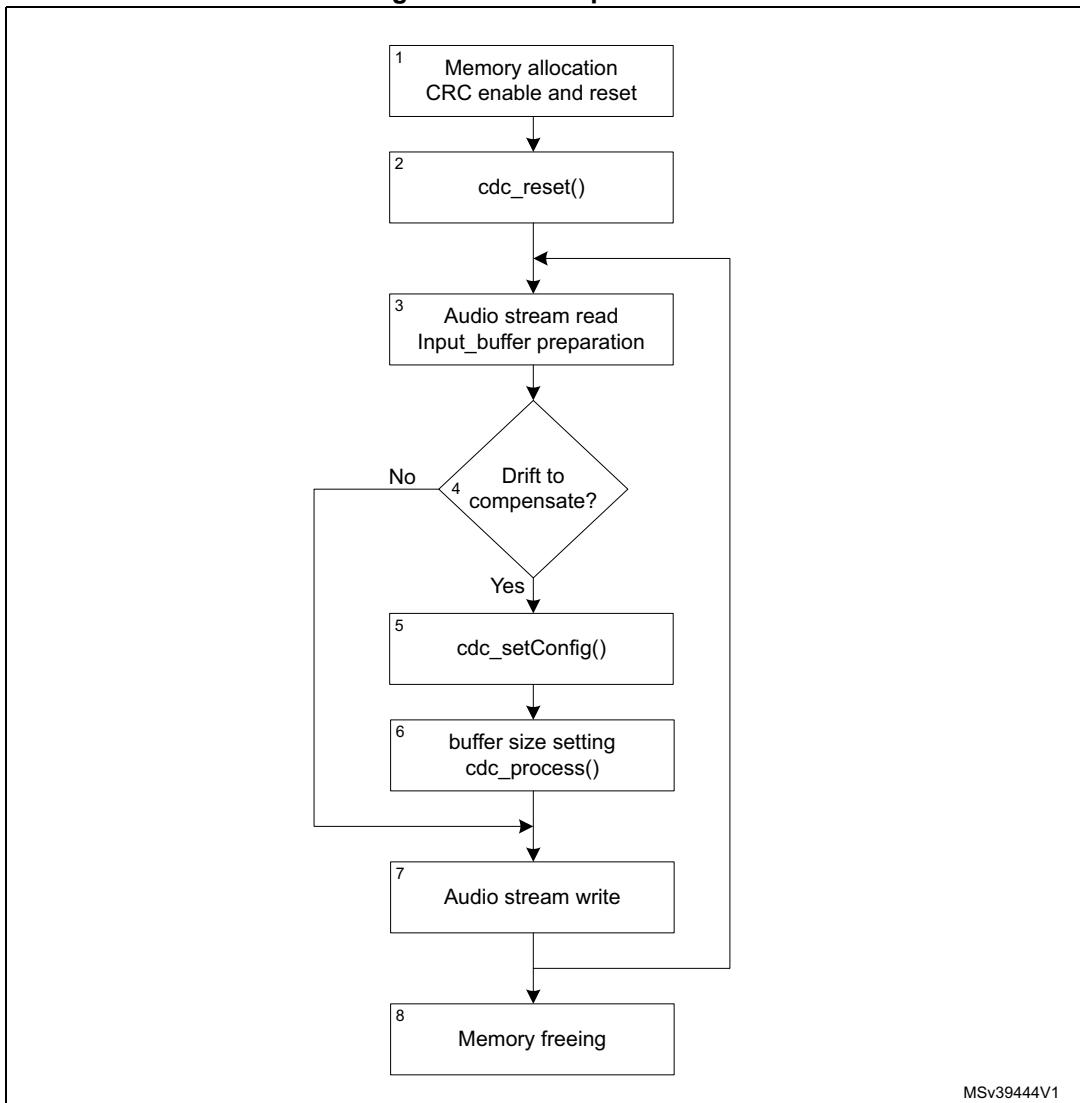 1
Memory allocation
CRC enable and reset
2
cdc_reset()
3
Audio stream read
Input_buffer preparation
No
4
Drift to
compensate?
Yes
5
cdc_setConfig()
6
buffer size setting
cdc_process()
7
Audio stream write
8
Memory freeing
MSv39444V1